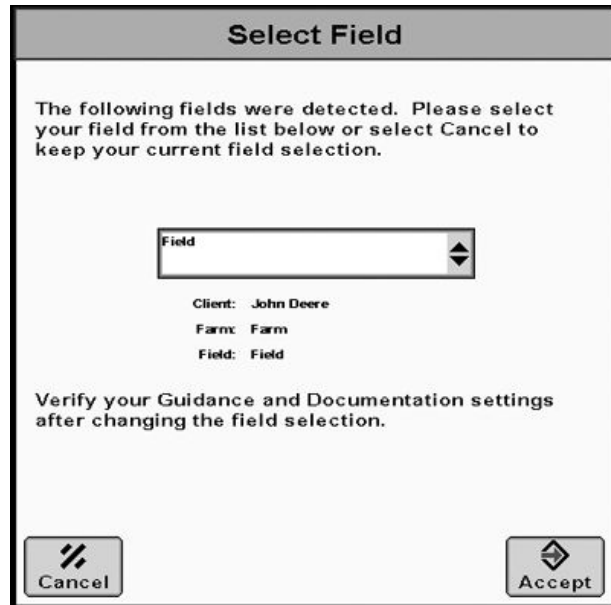 Select Field
The following fields were detected. Please select
your field from the list below or select Cancel to
keep your current field selection.
Field
Client: John Deere
Farm: Farm
Field: Field
Verify your Guidance and Documentation settings
after changing the field selection.
Cancel
Accept